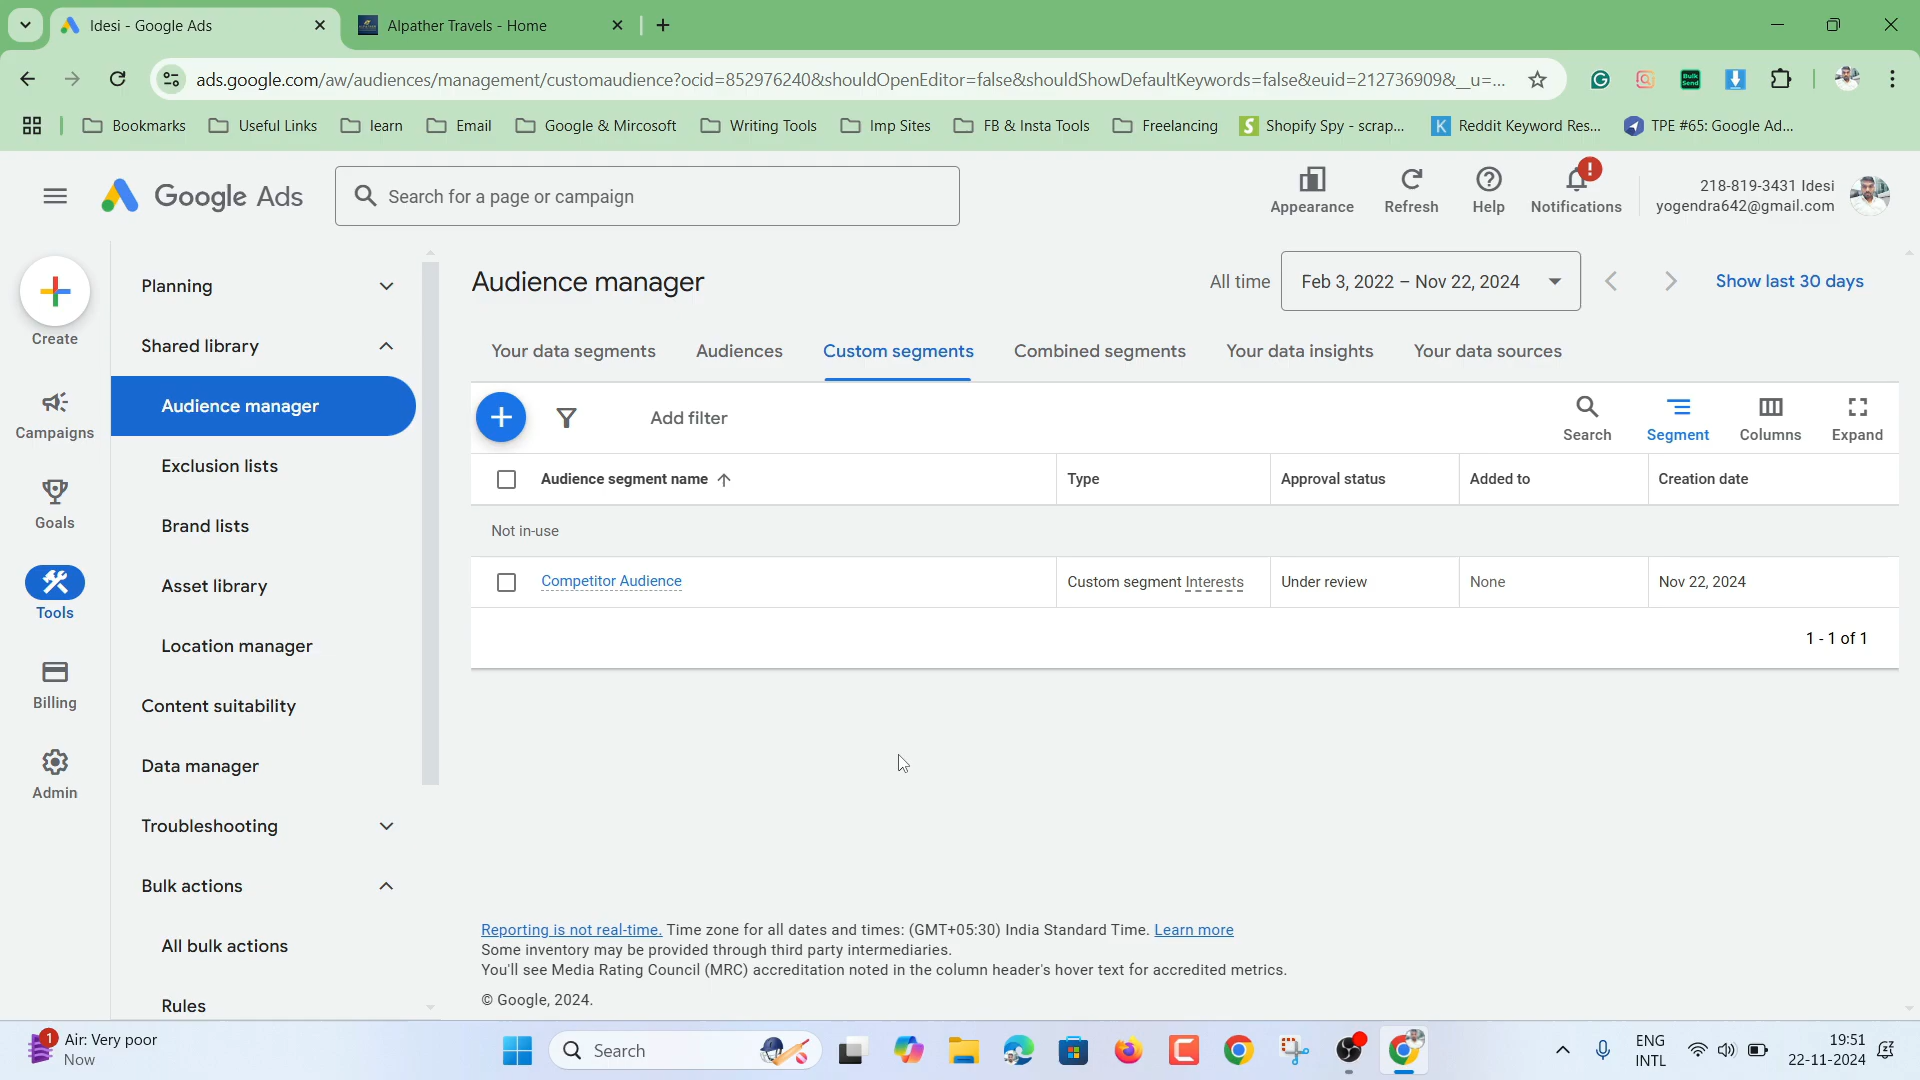 Idesi - Google Ads
Alpather Travels - Home
ads.google.com/aw/audiences/management/customaudience?ocid=852976240&shouldOpenEditor=false&shouldShowDefaultKeywords=false&euid=212736909&__u=...
Bookmarks
Useful Links
learn
Email
Google & Mircosoft
Writing Tools
Imp Sites
FB & Insta Tools
Freelancing
Shopify Spy - scrap...
Reddit Keyword Res...
TPE #65: Google Ad...
Google Ads
Search for a page or campaign
Appearance
Refresh
Help
Notifications
218-819-3431 Idesi
yogendra642@gmail.com
Create
Campaigns
Goals
Tools
Billing
Admin
Planning
Shared library
Audience manager
Exclusion lists
Brand lists
Asset library
Location manager
Content suitability
Data manager
Troubleshooting
Bulk actions
All bulk actions
Rules
Audience manager
All time
Feb 3, 2022 – Nov 22, 2024
Show last 30 days
Your data segments
Audiences
Custom segments
Combined segments
Your data insights
Your data sources
Add filter
Search
Segment
Columns
Expand
Audience segment name
Type
Approval status
Added to
Creation date
Not in-use
Competitor Audience
Custom segment Interests
Under review
None
Nov 22, 2024
1 - 1 of 1
Reporting is not real-time. Time zone for all dates and times: (GMT+05:30) India Standard Time. Learn more
Some inventory may be provided through third party intermediaries.
You'll see Media Rating Council (MRC) accreditation noted in the column header's hover text for accredited metrics.
© Google, 2024.
1
Air: Very poor
Now
Search
ENG
INTL
19:51
22-11-2024